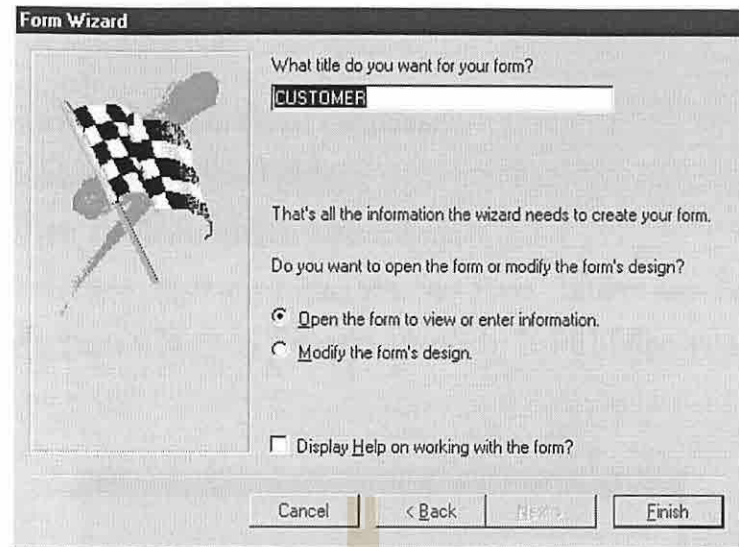 Form Wizard
What title do you want for your form?
CUSTOMER
That's all the information the wizard needs to create your form.
Do you want to open the form or modify the form's design?
Open the form to view or enter information.
Modify the form's design.
Display Help on working with the form?
Cancel
< Back
Next >
Finish